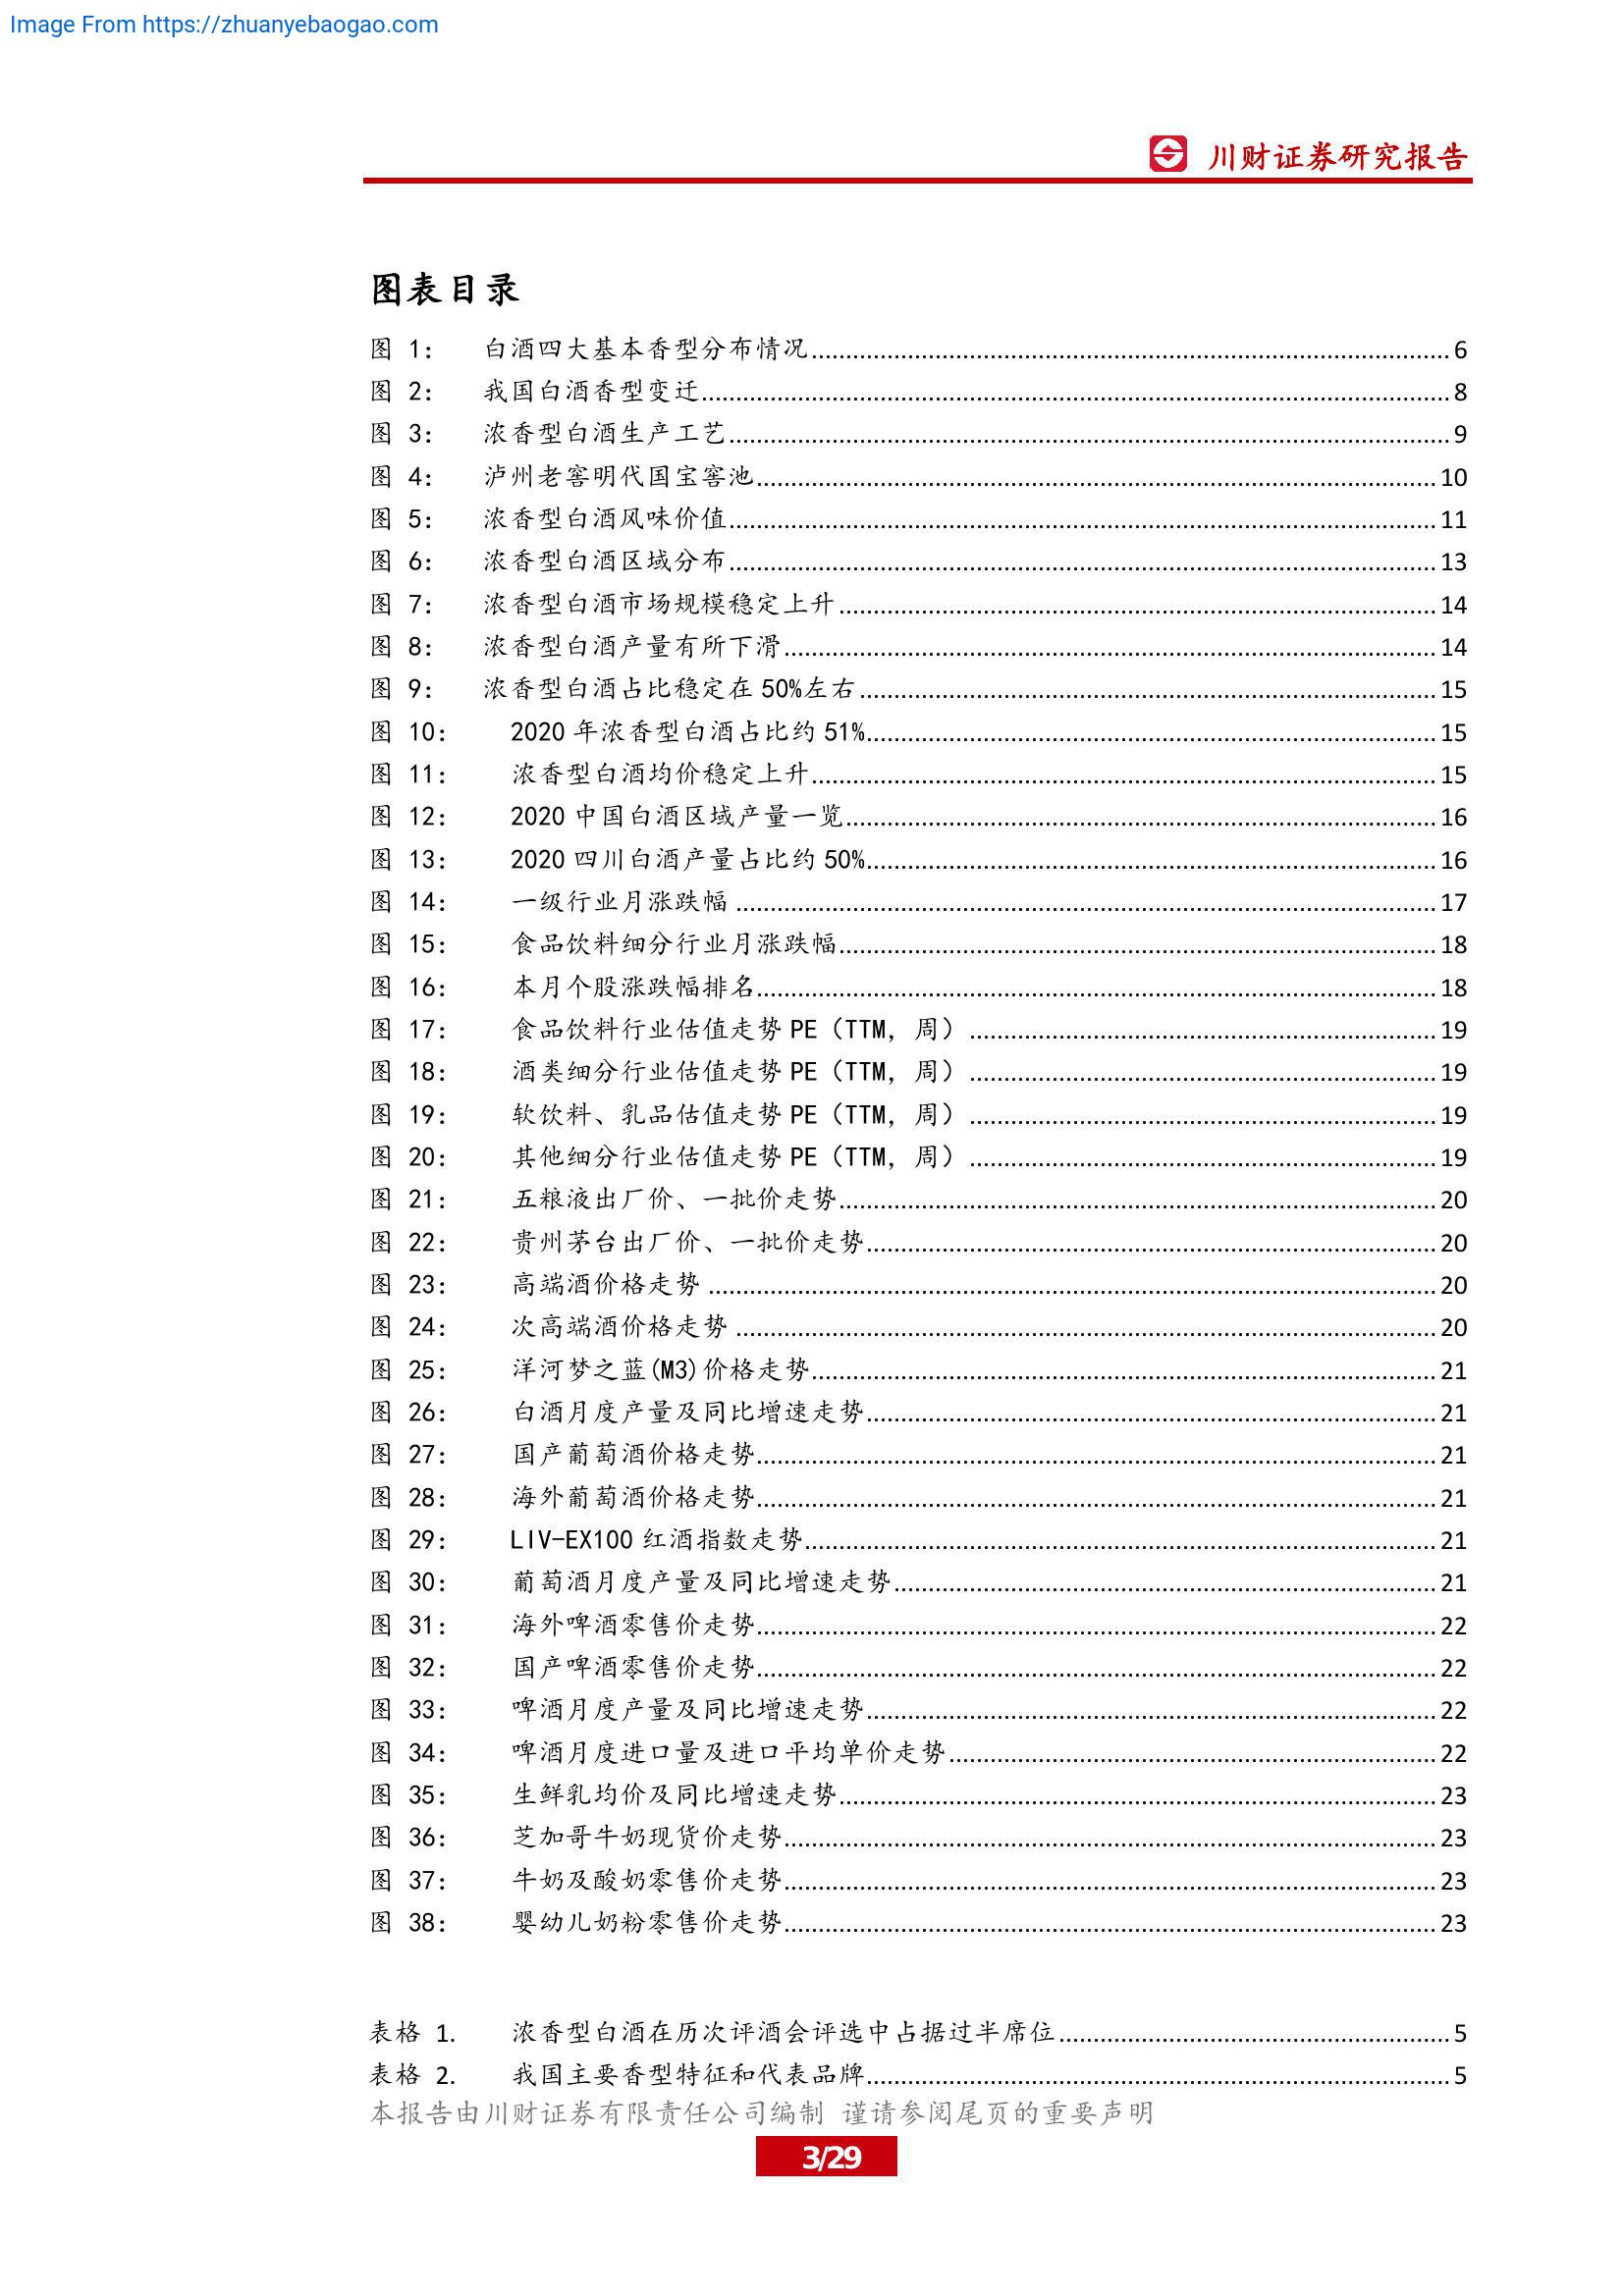 Image From https://zhuanyebaogao.com
川财证券研究报告
图表目录
图 1： 白酒四大基本香型分布情况 6
图 2： 我国白酒香型变迁 8
图 3： 浓香型白酒生产工艺 9
图 4： 泸州老窖明代国宝窖池 10
图 5： 浓香型白酒风味价值 11
图 6： 浓香型白酒区域分布 13
图 7： 浓香型白酒市场规模稳定上升 14
图 8： 浓香型白酒产量有所下滑 14
图 9： 浓香型白酒占比稳定在 50%左右 15
图 10： 2020 年浓香型白酒占比约 51% 15
图 11： 浓香型白酒均价稳定上升 15
图 12： 2020 中国白酒区域产量一览 16
图 13： 2020 四川白酒产量占比约 50% 16
图 14： 一级行业月涨跌幅 17
图 15： 食品饮料细分行业月涨跌幅 18
图 16： 本月个股涨跌幅排名 18
图 17： 食品饮料行业估值走势 PE（TTM，周） 19
图 18： 酒类细分行业估值走势 PE（TTM，周） 19
图 19： 软饮料、乳品估值走势 PE（TTM，周） 19
图 20： 其他细分行业估值走势 PE（TTM，周） 19
图 21： 五粮液出厂价、一批价走势 20
图 22： 贵州茅台出厂价、一批价走势 20
图 23： 高端酒价格走势 20
图 24： 次高端酒价格走势 20
图 25： 洋河梦之蓝(M3)价格走势 21
图 26： 白酒月度产量及同比增速走势 21
图 27： 国产葡萄酒价格走势 21
图 28： 海外葡萄酒价格走势 21
图 29： LIV-EX100 红酒指数走势 21
图 30： 葡萄酒月度产量及同比增速走势 21
图 31： 海外啤酒零售价走势 22
图 32： 国产啤酒零售价走势 22
图 33： 啤酒月度产量及同比增速走势 22
图 34： 啤酒月度进口量及进口平均单价走势 22
图 35： 生鲜乳均价及同比增速走势 23
图 36： 芝加哥牛奶现货价走势 23
图 37： 牛奶及酸奶零售价走势 23
图 38： 婴幼儿奶粉零售价走势 23
表格 1. 浓香型白酒在历次评酒会评选中占据过半席位 5
表格 2. 我国主要香型特征和代表品牌 5
本报告由川财证券有限责任公司编制 谨请参阅尾页的重要声明
3/29